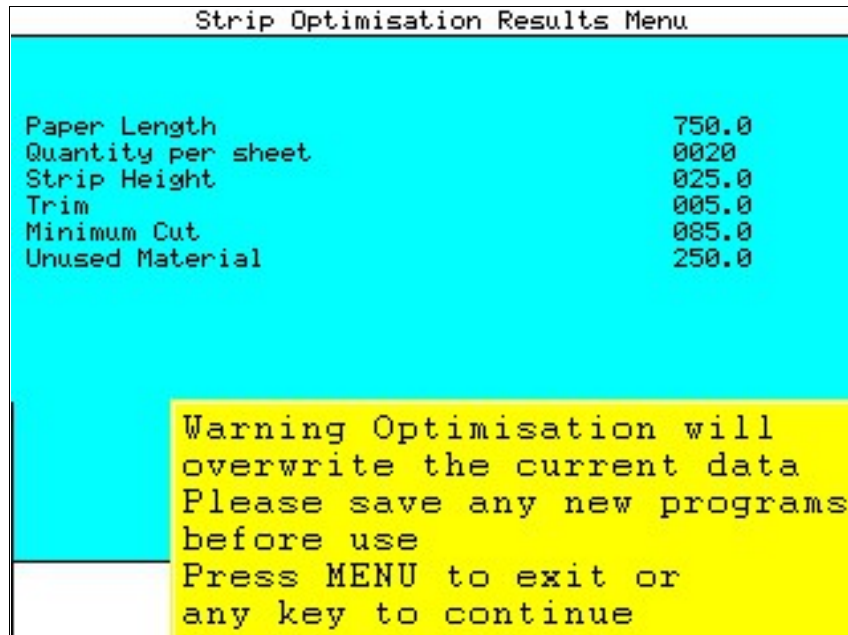 Strip Optimisation Results Menu
Paper Length 750.0
Quantity per sheet 0020
Strip Height 025.0
Trim 005.0
Minimum Cut 085.0
Unused Material 250.0
Warning Optimisation will
overwrite the current data
Please save any new programs
before use
Press MENU to exit or
any key to continue